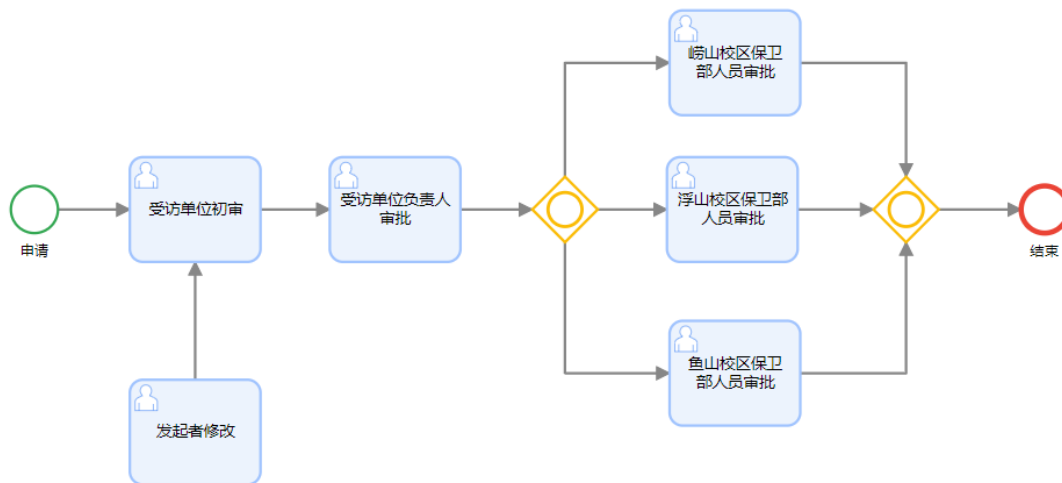 申请
受访单位初审
受访单位负责人
审批
崂山校区保卫
部人员审批
浮山校区保卫部
人员审批
鱼山校区保卫
部人员审批
结束
发起者修改